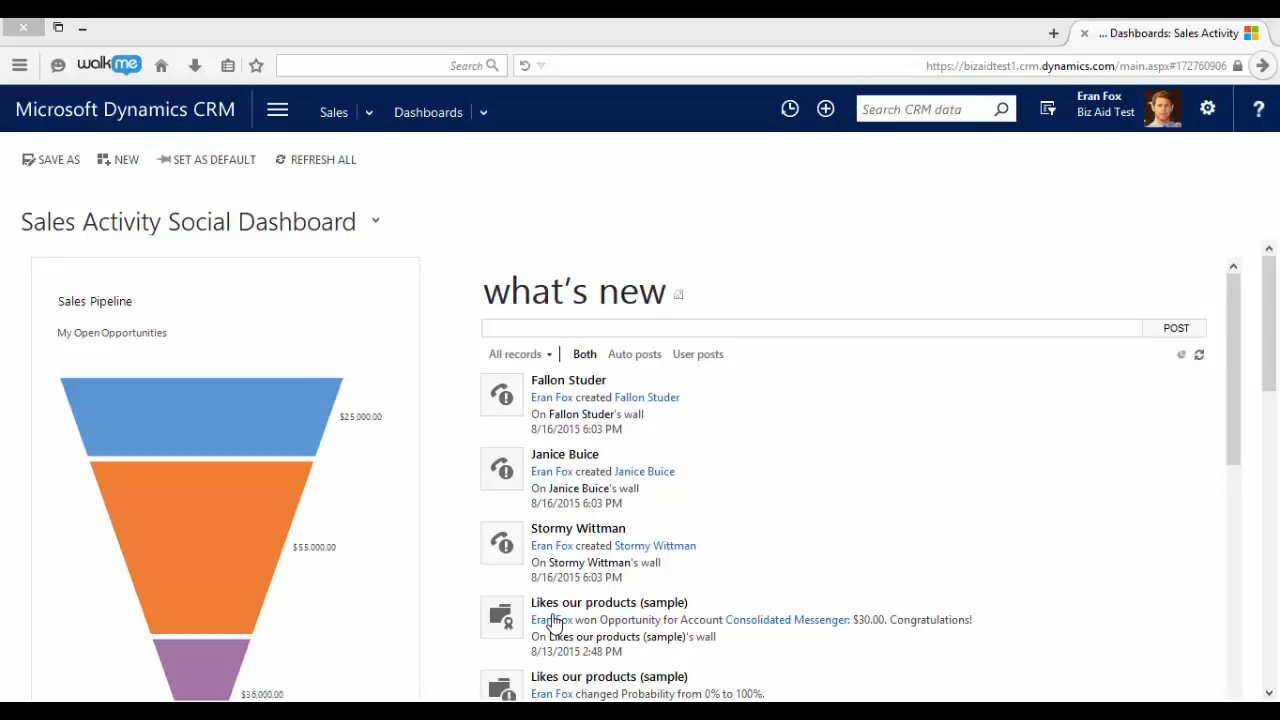 ... Dashboards: Sales Activity
walkme
Search
https://bizaidtest1.crm.dynamics.com/main.aspx#172760906
Microsoft Dynamics CRM
Sales
Dashboards
Search CRM data
Eran Fox
Biz Aid Test
?
SAVE AS
NEW
SET AS DEFAULT
REFRESH ALL
Sales Activity Social Dashboard
Sales Pipeline
My Open Opportunities
$25,000.00
$55,000.00
$36,000.00
what's new
POST
All records
Both
Auto posts
User posts
Fallon Studer
Eran Fox created Fallon Studer
On Fallon Studer's wall
8/16/2015 6:03 PM
Janice Buice
Eran Fox created Janice Buice
On Janice Buice's wall
8/16/2015 6:03 PM
Stormy Wittman
Eran Fox created Stormy Wittman
On Stormy Wittman's wall
8/16/2015 6:03 PM
Likes our products (sample)
Eran Fox won Opportunity for Account Consolidated Messenger: $30.00. Congratulations!
On Likes our products (sample)'s wall
8/13/2015 2:48 PM
Likes our products (sample)
Eran Fox changed Probability from 0% to 100%.